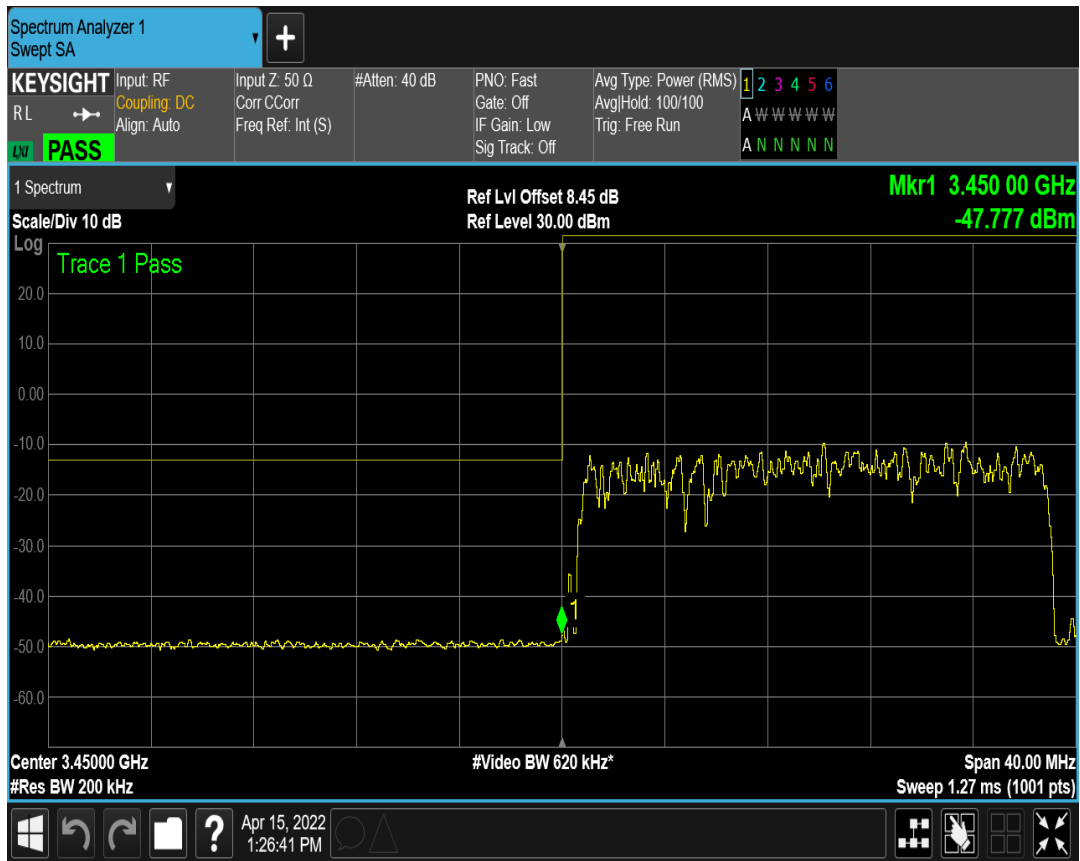 Spectrum Analyzer 1
Swept SA
+
KEYSIGHT
R L
LXI PASS
Input: RF
Coupling: DC
Align: Auto
Input Z: 50 Ω
Corr CCorr
Freq Ref: Int (S)
#Atten: 40 dB
PNO: Fast
Gate: Off
IF Gain: Low
Sig Track: Off
Avg Type: Power (RMS)
Avg|Hold: 100/100
Trig: Free Run
1 2 3 4 5 6
A W W W W W
A N N N N N
1 Spectrum
Scale/Div 10 dB
Ref Lvl Offset 8.45 dB
Ref Level 30.00 dBm
Mkr1 3.450 00 GHz
-47.777 dBm
Log
Trace 1 Pass
20.0
10.0
0.00
-10.0
-20.0
-30.0
-40.0
-50.0
-60.0
1
Center 3.45000 GHz
#Res BW 200 kHz
#Video BW 620 kHz*
Span 40.00 MHz
Sweep 1.27 ms (1001 pts)
?
Apr 15, 2022
1:26:41 PM